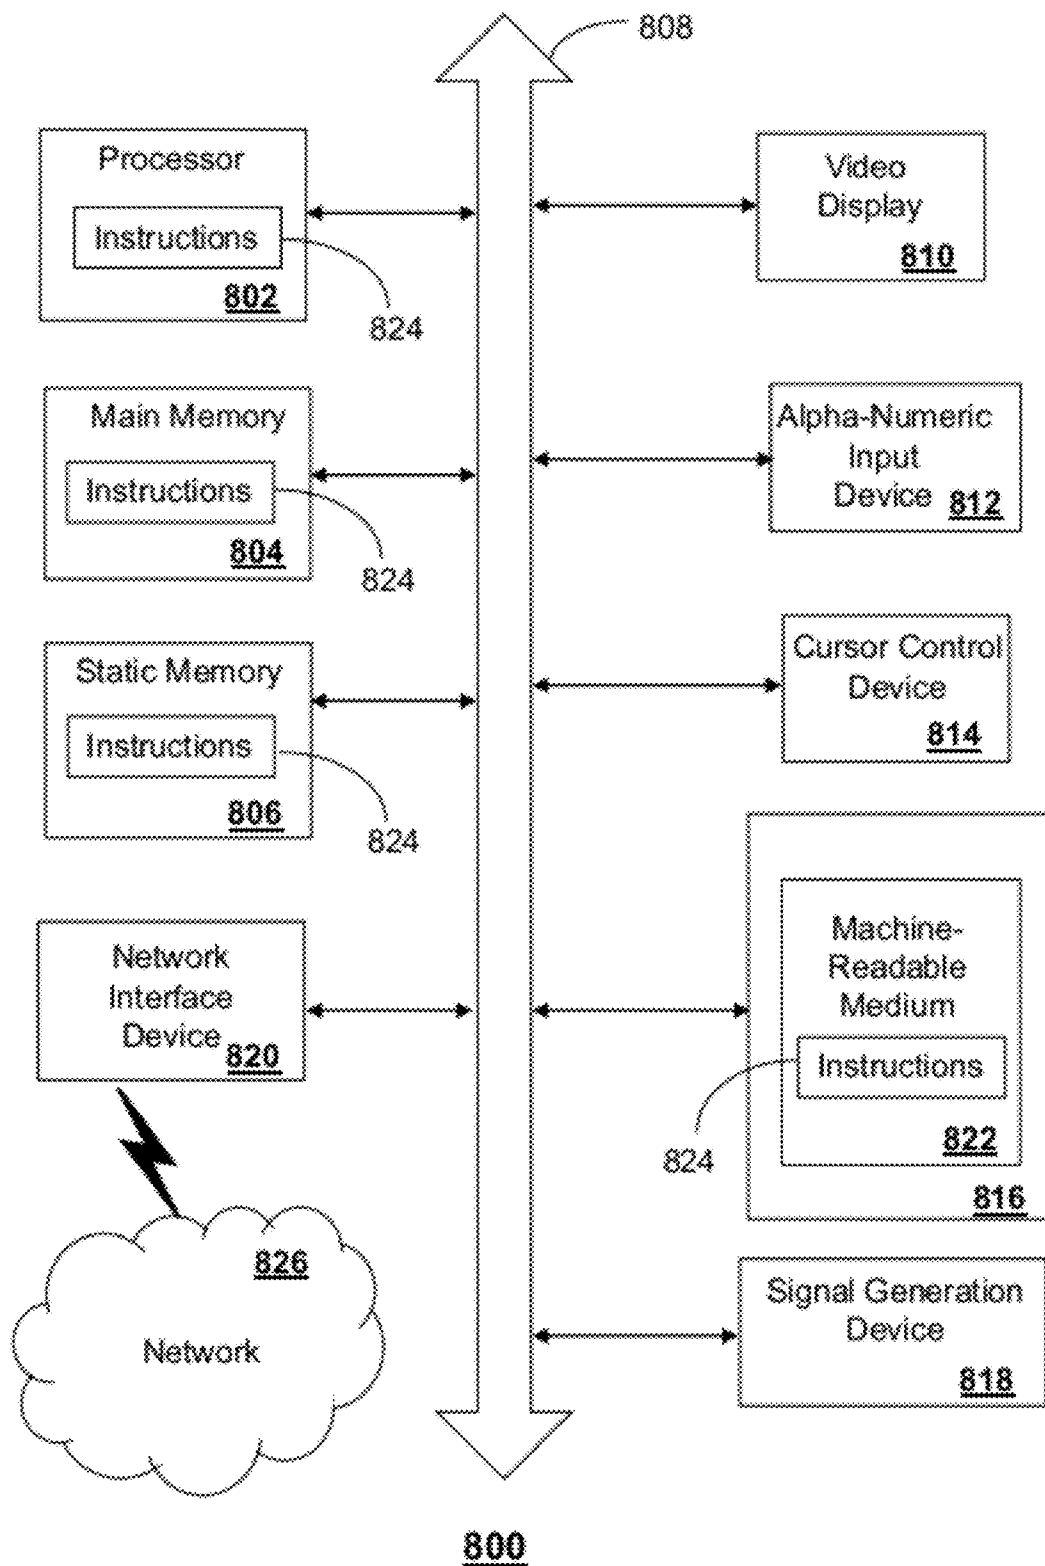 808
Processor
Instructions
802
824
Main Memory
Instructions
804
824
Static Memory
Instructions
806
824
Network
Interface
Device
820
826
Network
Video
Display
810
Alpha-Numeric
Input
Device
812
Cursor Control
Device
814
Machine-
Readable
Medium
Instructions
822
824
816
Signal Generation
Device
818
800